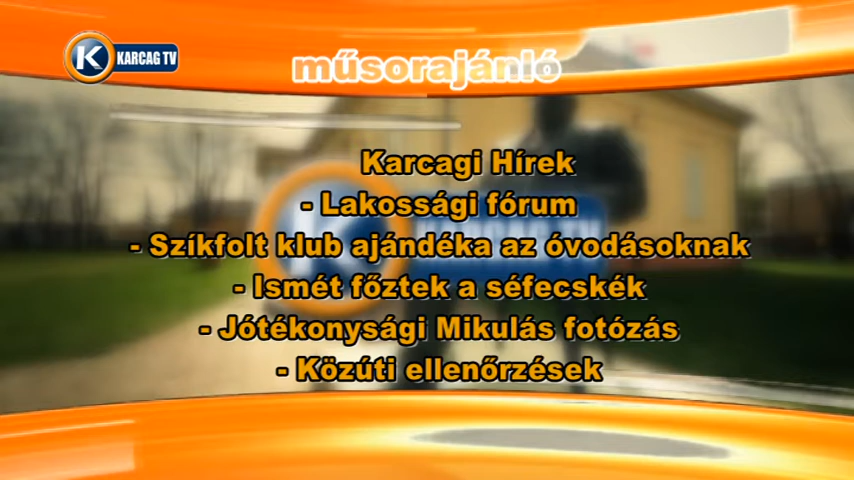 K KARCAG TV
műsorajánló
Karcagi Hírek
- Lakossági fórum
- Szíkfolt klub ajándéka az óvodásoknak
- Ismét főztek a séfecskék
- Jótékonysági Mikulás fotózás
- Közúti ellenőrzések